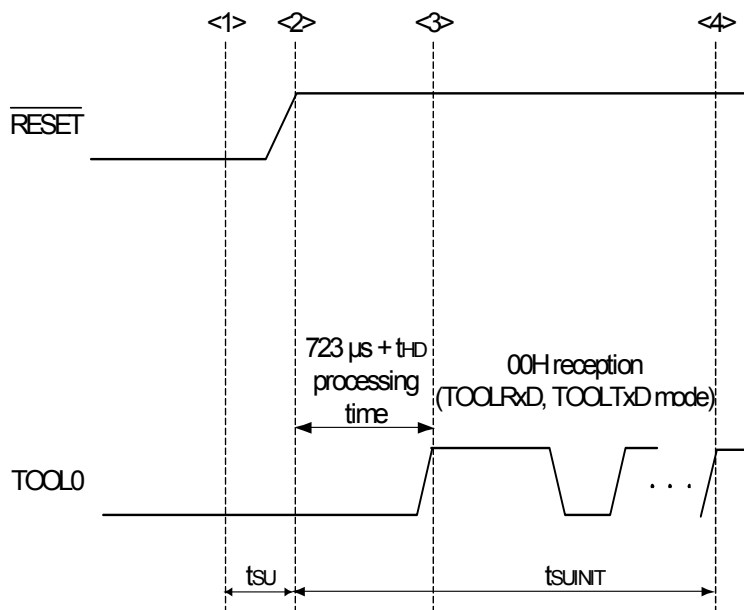 <1> <2> <3> <4>
RESET
723 µs + tHD
processing
time
00H reception
(TOOLRxD, TOOLTxD mode)
TOOL0
. . .
tSU
tSUINIT